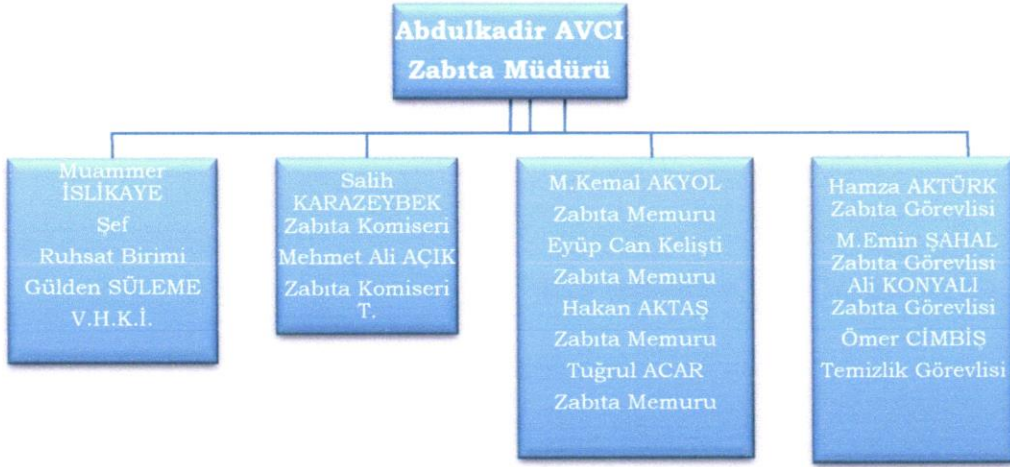 Abdulkadir AVCI
Zabıta Müdürü
Muammer
İSLİKAYE
Şef
Ruhsat Birimi
Gülden SÜLEME
V.H.K.İ.
Salih
KARAZEYBEK
Zabıta Komiseri
Mehmet Ali AÇIK
Zabıta Komiseri
T.
M.Kemal AKYOL
Zabıta Memuru
Eyüp Can Kelişti
Zabıta Memuru
Hakan AKTAŞ
Zabıta Memuru
Tuğrul ACAR
Zabıta Memuru
Hamza AKTÜRK
Zabıta Görevlisi
M.Emin ŞAHAL
Zabıta Görevlisi
Ali KONYALI
Zabıta Görevlisi
Ömer CİMBİŞ
Temizlik Görevlisi